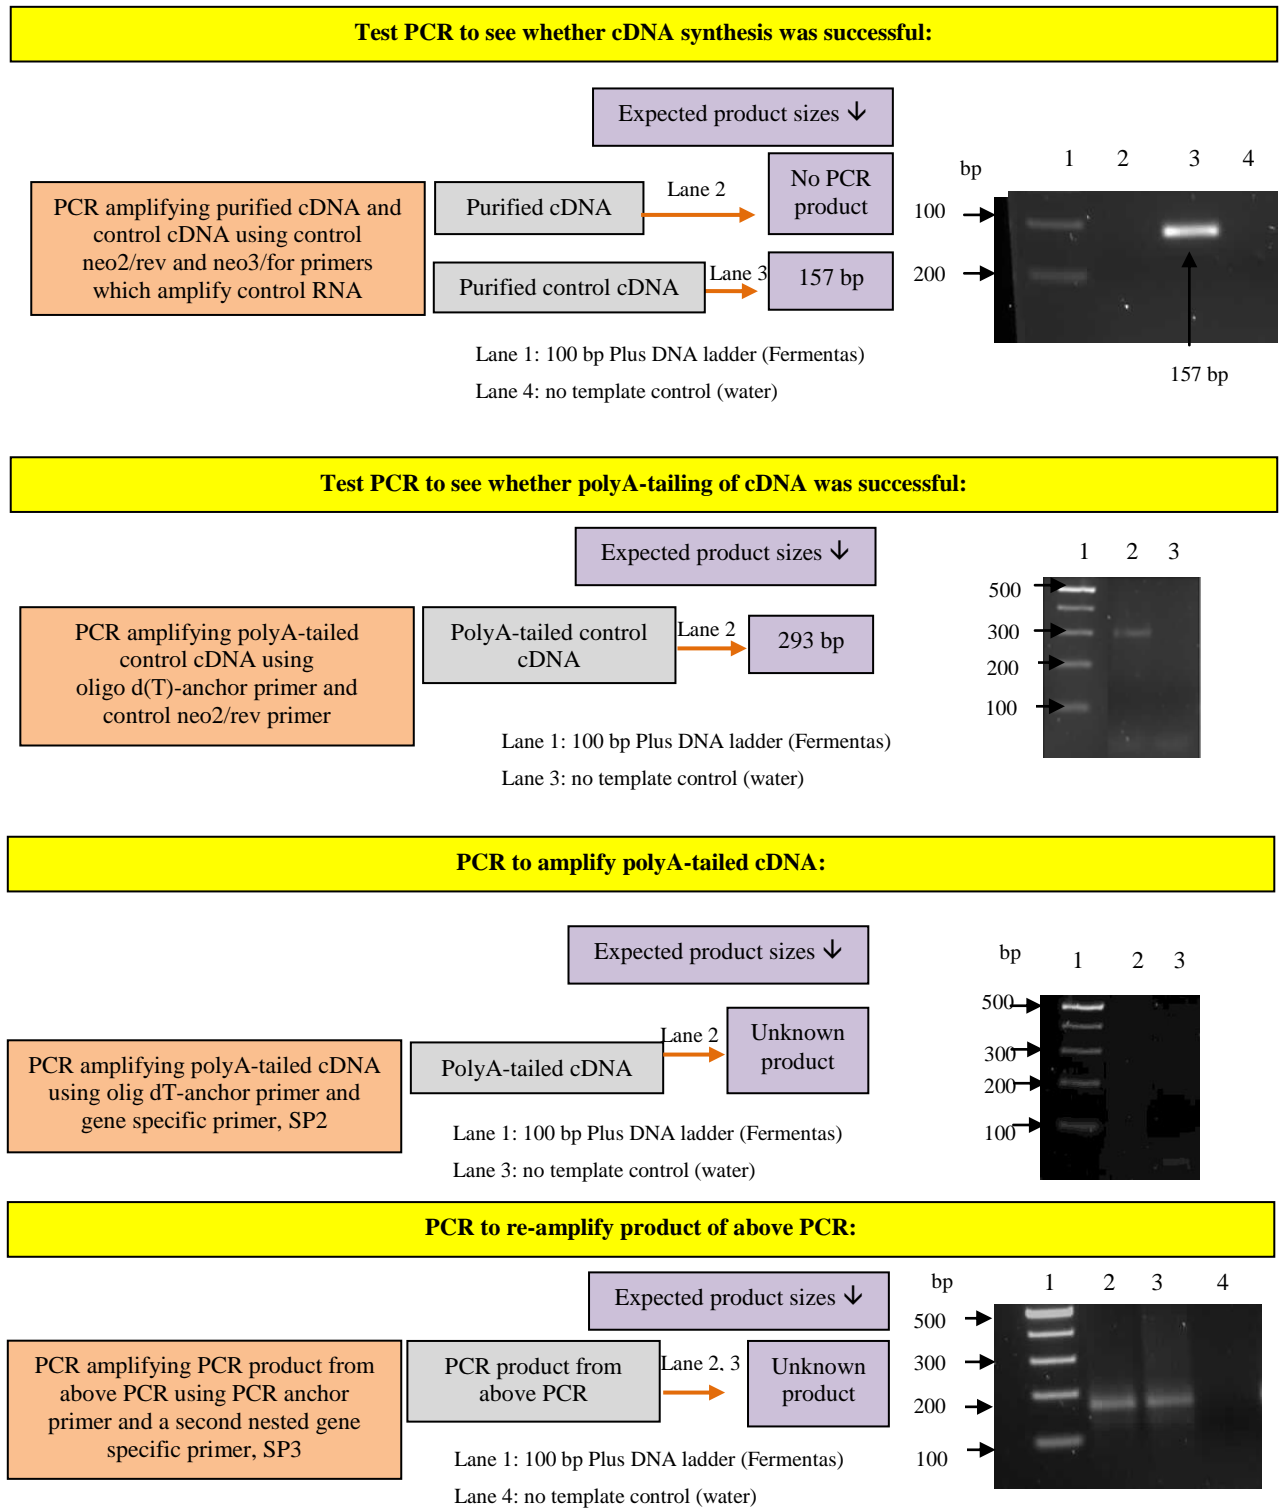 Test PCR to see whether cDNA synthesis was successful:
Expected product sizes ↓
PCR amplifying purified cDNA and
control cDNA using control
neo2/rev and neo3/for primers
which amplify control RNA
Purified cDNA
Lane 2
No PCR
product
Purified control cDNA
Lane 3
157 bp
Lane 1: 100 bp Plus DNA ladder (Fermentas)
Lane 4: no template control (water)
bp
1 2 3 4
100
200
157 bp
Test PCR to see whether polyA-tailing of cDNA was successful:
Expected product sizes ↓
PCR amplifying polyA-tailed
control cDNA using
oligo d(T)-anchor primer and
control neo2/rev primer
PolyA-tailed control
cDNA
Lane 2
293 bp
Lane 1: 100 bp Plus DNA ladder (Fermentas)
Lane 3: no template control (water)
1 2 3
500
300
200
100
PCR to amplify polyA-tailed cDNA:
Expected product sizes ↓
PCR amplifying polyA-tailed cDNA
using olig dT-anchor primer and
gene specific primer, SP2
PolyA-tailed cDNA
Lane 2
Unknown
product
Lane 1: 100 bp Plus DNA ladder (Fermentas)
Lane 3: no template control (water)
bp
1 2 3
500
300
200
100
PCR to re-amplify product of above PCR:
Expected product sizes ↓
PCR amplifying PCR product from
above PCR using PCR anchor
primer and a second nested gene
specific primer, SP3
PCR product from
above PCR
Lane 2, 3
Unknown
product
Lane 1: 100 bp Plus DNA ladder (Fermentas)
Lane 4: no template control (water)
bp
1 2 3 4
500
300
200
100